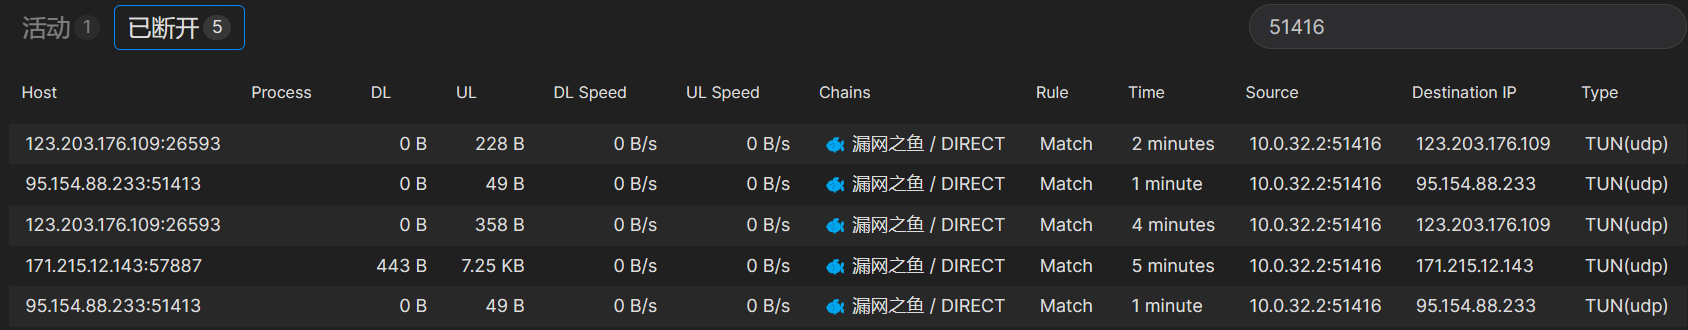 活动 1 已断开 5 51416
Host Process DL UL DL Speed UL Speed Chains Rule Time Source Destination IP Type
123.203.176.109:26593 0 B 228 B 0 B/s 0 B/s 漏网之鱼 / DIRECT Match 2 minutes 10.0.32.2:51416 123.203.176.109 TUN(udp)
95.154.88.233:51413 0 B 49 B 0 B/s 0 B/s 漏网之鱼 / DIRECT Match 1 minute 10.0.32.2:51416 95.154.88.233 TUN(udp)
123.203.176.109:26593 0 B 358 B 0 B/s 0 B/s 漏网之鱼 / DIRECT Match 4 minutes 10.0.32.2:51416 123.203.176.109 TUN(udp)
171.215.12.143:57887 443 B 7.25 KB 0 B/s 0 B/s 漏网之鱼 / DIRECT Match 5 minutes 10.0.32.2:51416 171.215.12.143 TUN(udp)
95.154.88.233:51413 0 B 49 B 0 B/s 0 B/s 漏网之鱼 / DIRECT Match 1 minute 10.0.32.2:51416 95.154.88.233 TUN(udp)